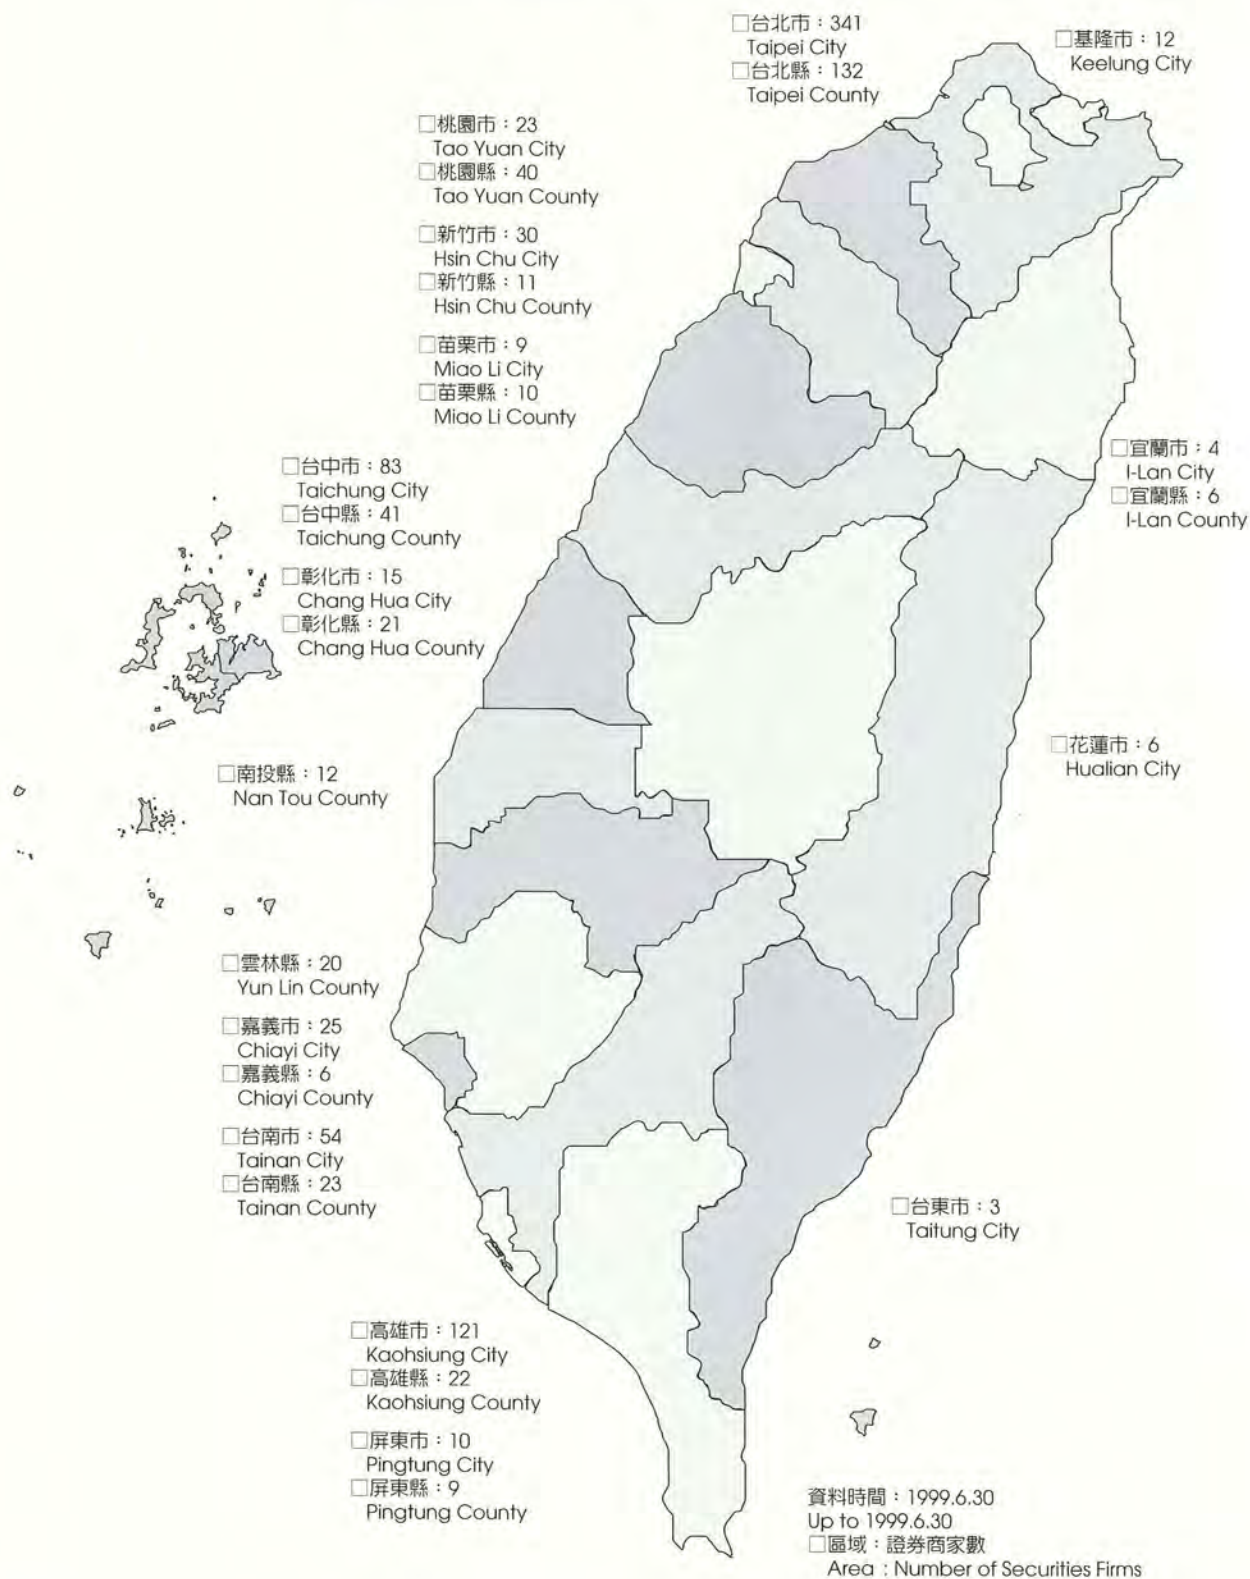 □台北市：341
Taipei City
□台北縣：132
Taipei County
□基隆市：12
Keelung City
□桃園市：23
Tao Yuan City
□桃園縣：40
Tao Yuan County
□新竹市：30
Hsin Chu City
□新竹縣：11
Hsin Chu County
□苗栗市：9
Miao Li City
□苗栗縣：10
Miao Li County
□台中市：83
Taichung City
□台中縣：41
Taichung County
□彰化市：15
Chang Hua City
□彰化縣：21
Chang Hua County
□宜蘭市：4
I-Lan City
□宜蘭縣：6
I-Lan County
□南投縣：12
Nan Tou County
□花蓮市：6
Hualian City
□雲林縣：20
Yun Lin County
□嘉義市：25
Chiayi City
□嘉義縣：6
Chiayi County
□台南市：54
Tainan City
□台南縣：23
Tainan County
□台東市：3
Taitung City
□高雄市：121
Kaohsiung City
□高雄縣：22
Kaohsiung County
□屏東市：10
Pingtung City
□屏東縣：9
Pingtung County
資料時間：1999.6.30
Up to 1999.6.30
□區域：證券商家數
Area : Number of Securities Firms